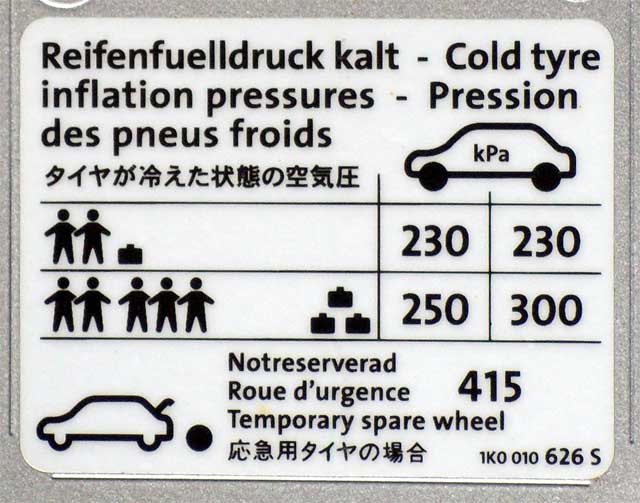 Reifenfuelldruck kalt - Cold tyre
inflation pressures - Pression
des pneus froids
タイヤが冷えた状態の空気圧
kPa
230 230
250 300
Notreserverad
Roue d'urgence 415
Temporary spare wheel
応急用タイヤの場合
1K0 010 626 S